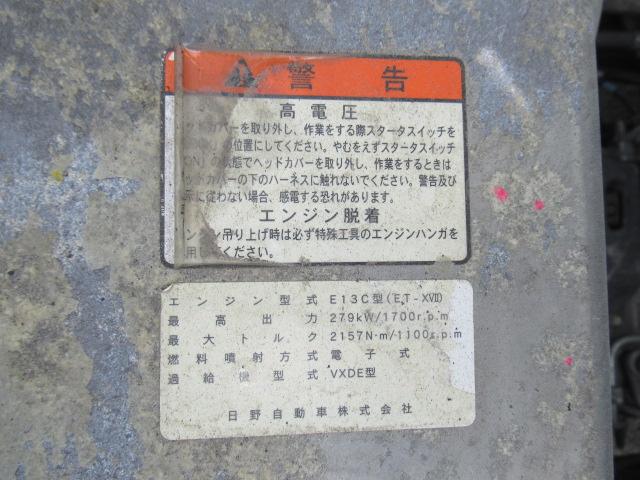 警告
高電圧
ッドカバーを取り外し、作業をする際スタータスイッチを
の位置にしてください。やむをえずスタータスイッチ
ON）の状態でヘッドカバーを取り外し、作業をするときは
ッドカバーの下のハーネスに触れないでください。警告及び
示に従わない場合、感電する恐れがあります。
エンジン脱着
ンジン吊り上げ時は必ず特殊工具のエンジンハンガを
用してください。
エンジン型式 E13C型(ET-XVII)
最高出力 279kW/1700r.p.m
最大トルク 2157N·m/1100r.p.m
燃料噴射方式 電子式
過給機型式 VXDE型
日野自動車株式会社